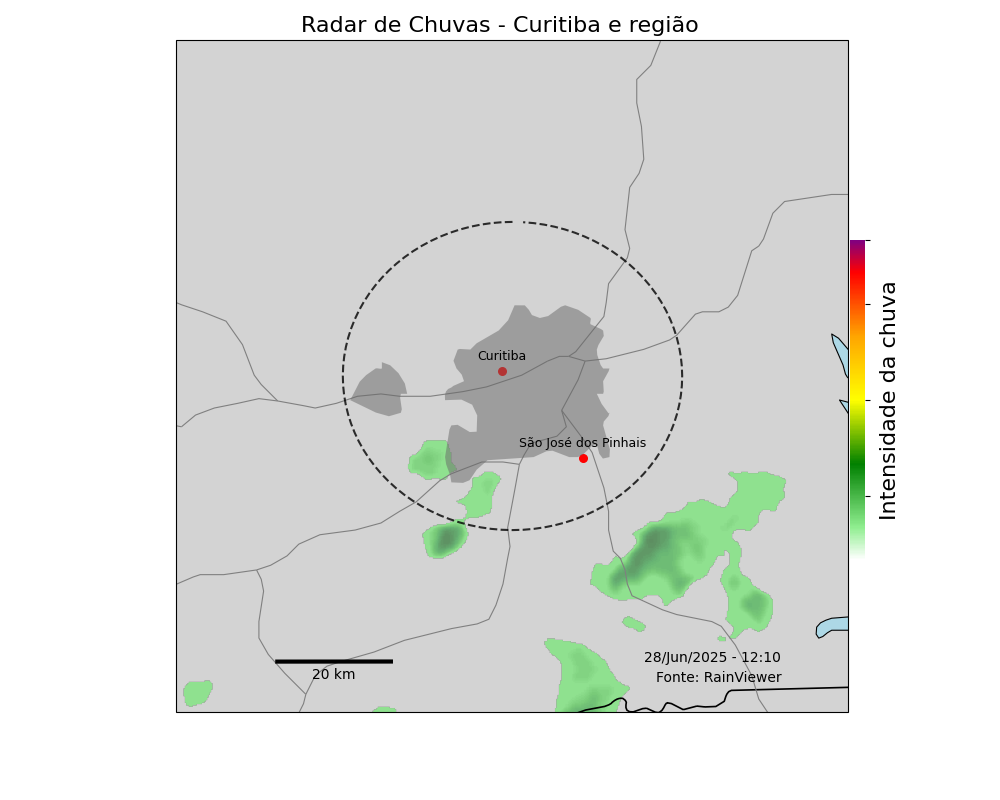 Radar de Chuvas - Curitiba e região
Curitiba
São José dos Pinhais
Intensidade da chuva
28/Jun/2025 - 12:10
Fonte: RainViewer
20 km